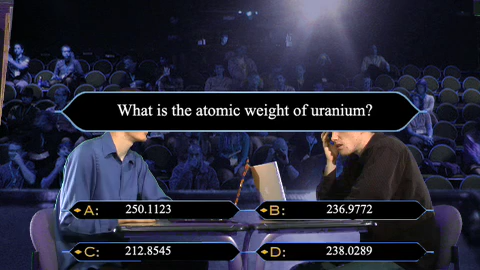 What is the atomic weight of uranium?
A: 250.1123
B: 236.9772
C: 212.8545
D: 238.0289